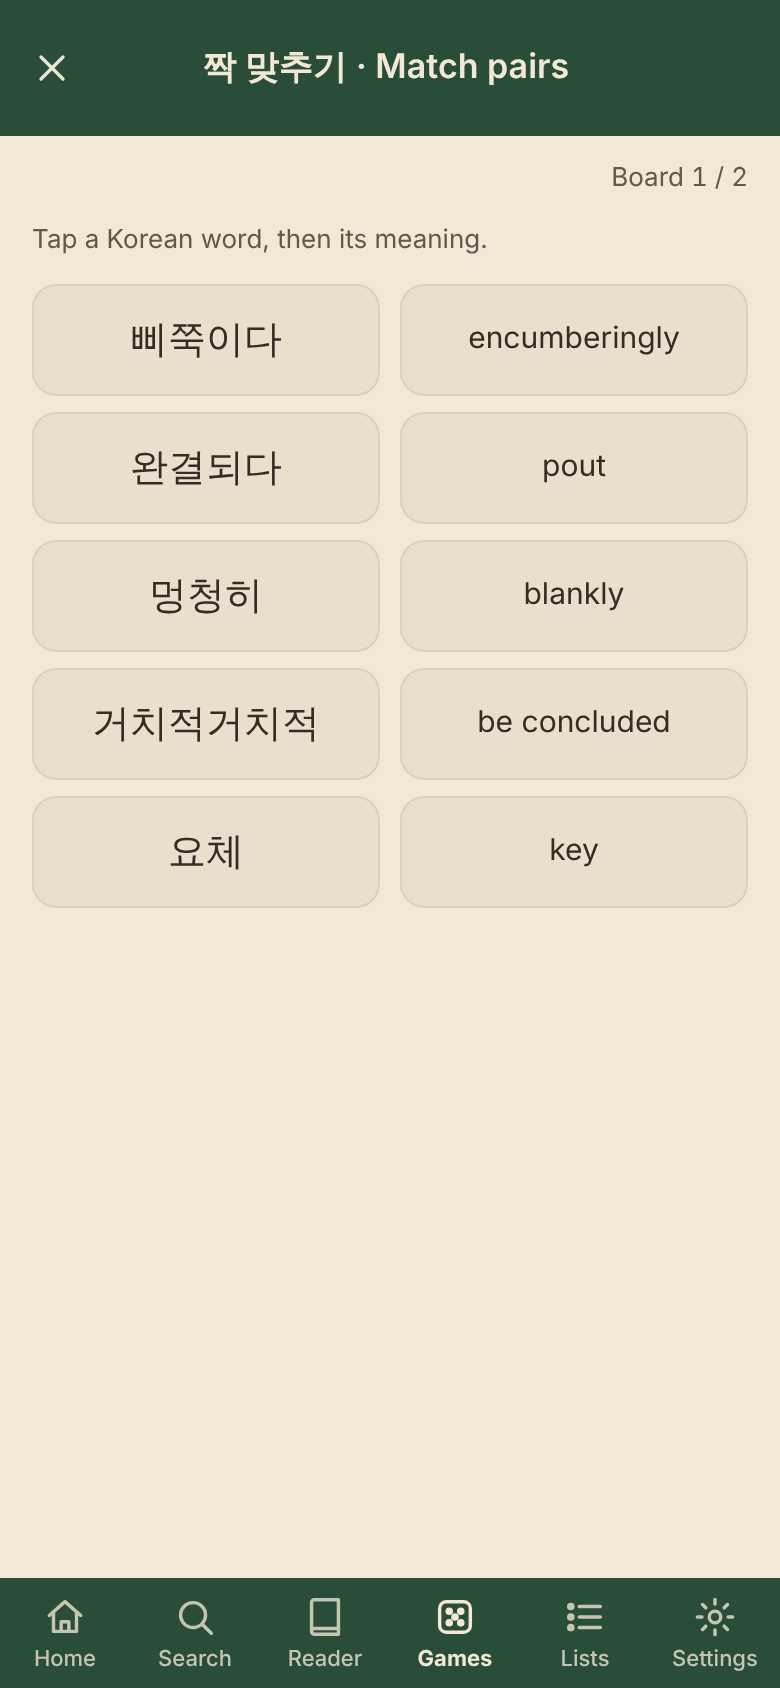 짝 맞추기 · Match pairs
Board 1 / 2
Tap a Korean word, then its meaning.
삐쭉이다
encumberingly
완결되다
pout
멍청히
blankly
거치적거치적
be concluded
요체
key
Home
Search
Reader
Games
Lists
Settings